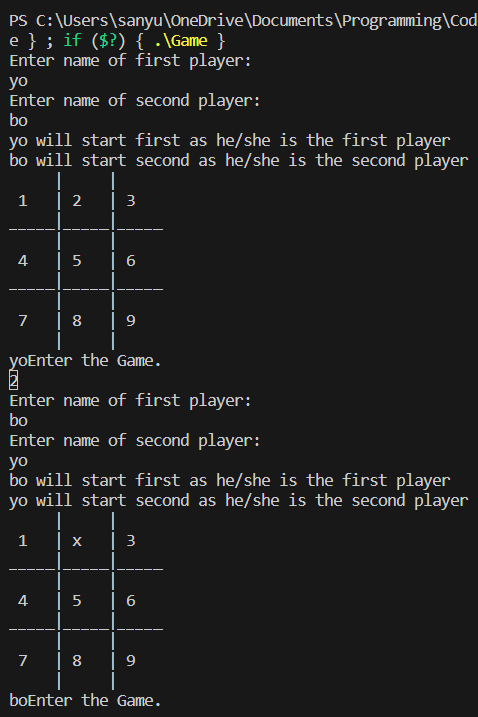 PS C:\Users\sanyu\OneDrive\Documents\Programming\Cod
e } ; if ($?) { .\Game }
Enter name of first player:
yo
Enter name of second player:
bo
yo will start first as he/she is the first player
bo will start second as he/she is the second player
     |     |
 1   | 2   | 3
_____|_____|_____
     |     |
 4   | 5   | 6
_____|_____|_____
     |     |
 7   | 8   | 9
     |     |
yoEnter the Game.
2
Enter name of first player:
bo
Enter name of second player:
yo
bo will start first as he/she is the first player
yo will start second as he/she is the second player
     |     |
 1   | x   | 3
_____|_____|_____
     |     |
 4   | 5   | 6
_____|_____|_____
     |     |
 7   | 8   | 9
     |     |
boEnter the Game.